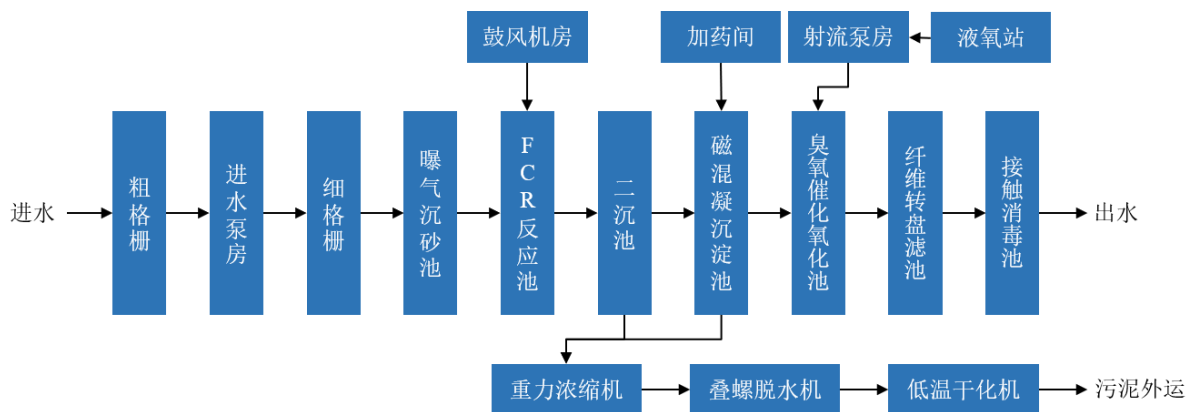 鼓风机房
加药间
射流泵房
液氧站
进水
粗格栅
进水泵房
细格栅
曝气沉砂池
FCR反应池
二沉池
磁混凝沉淀池
臭氧催化氧化池
纤维转盘滤池
接触消毒池
出水
重力浓缩机
叠螺脱水机
低温干化机
污泥外运